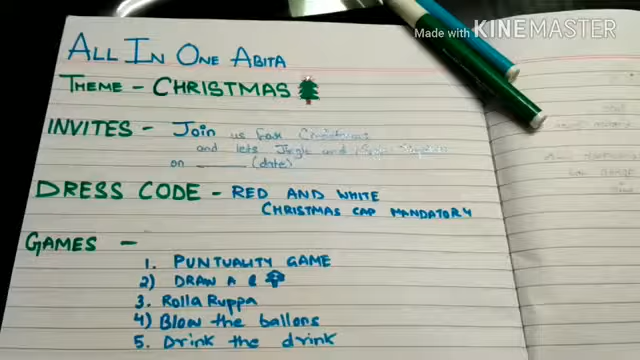 Made with KINEMASTER
ALL IN ONE ABITA
THEME - CHRISTMAS
INVITES - Join us for Christmas
and lets Jingle and
on ______ (date)
DRESS CODE - RED AND WHITE
CHRISTMAS CAP MANDATORY
GAMES -
1. PUNTUALITY GAME
2) DRAW A &
3. Rolla Ruppa
4) Blow the ballons
5. Drink the drink